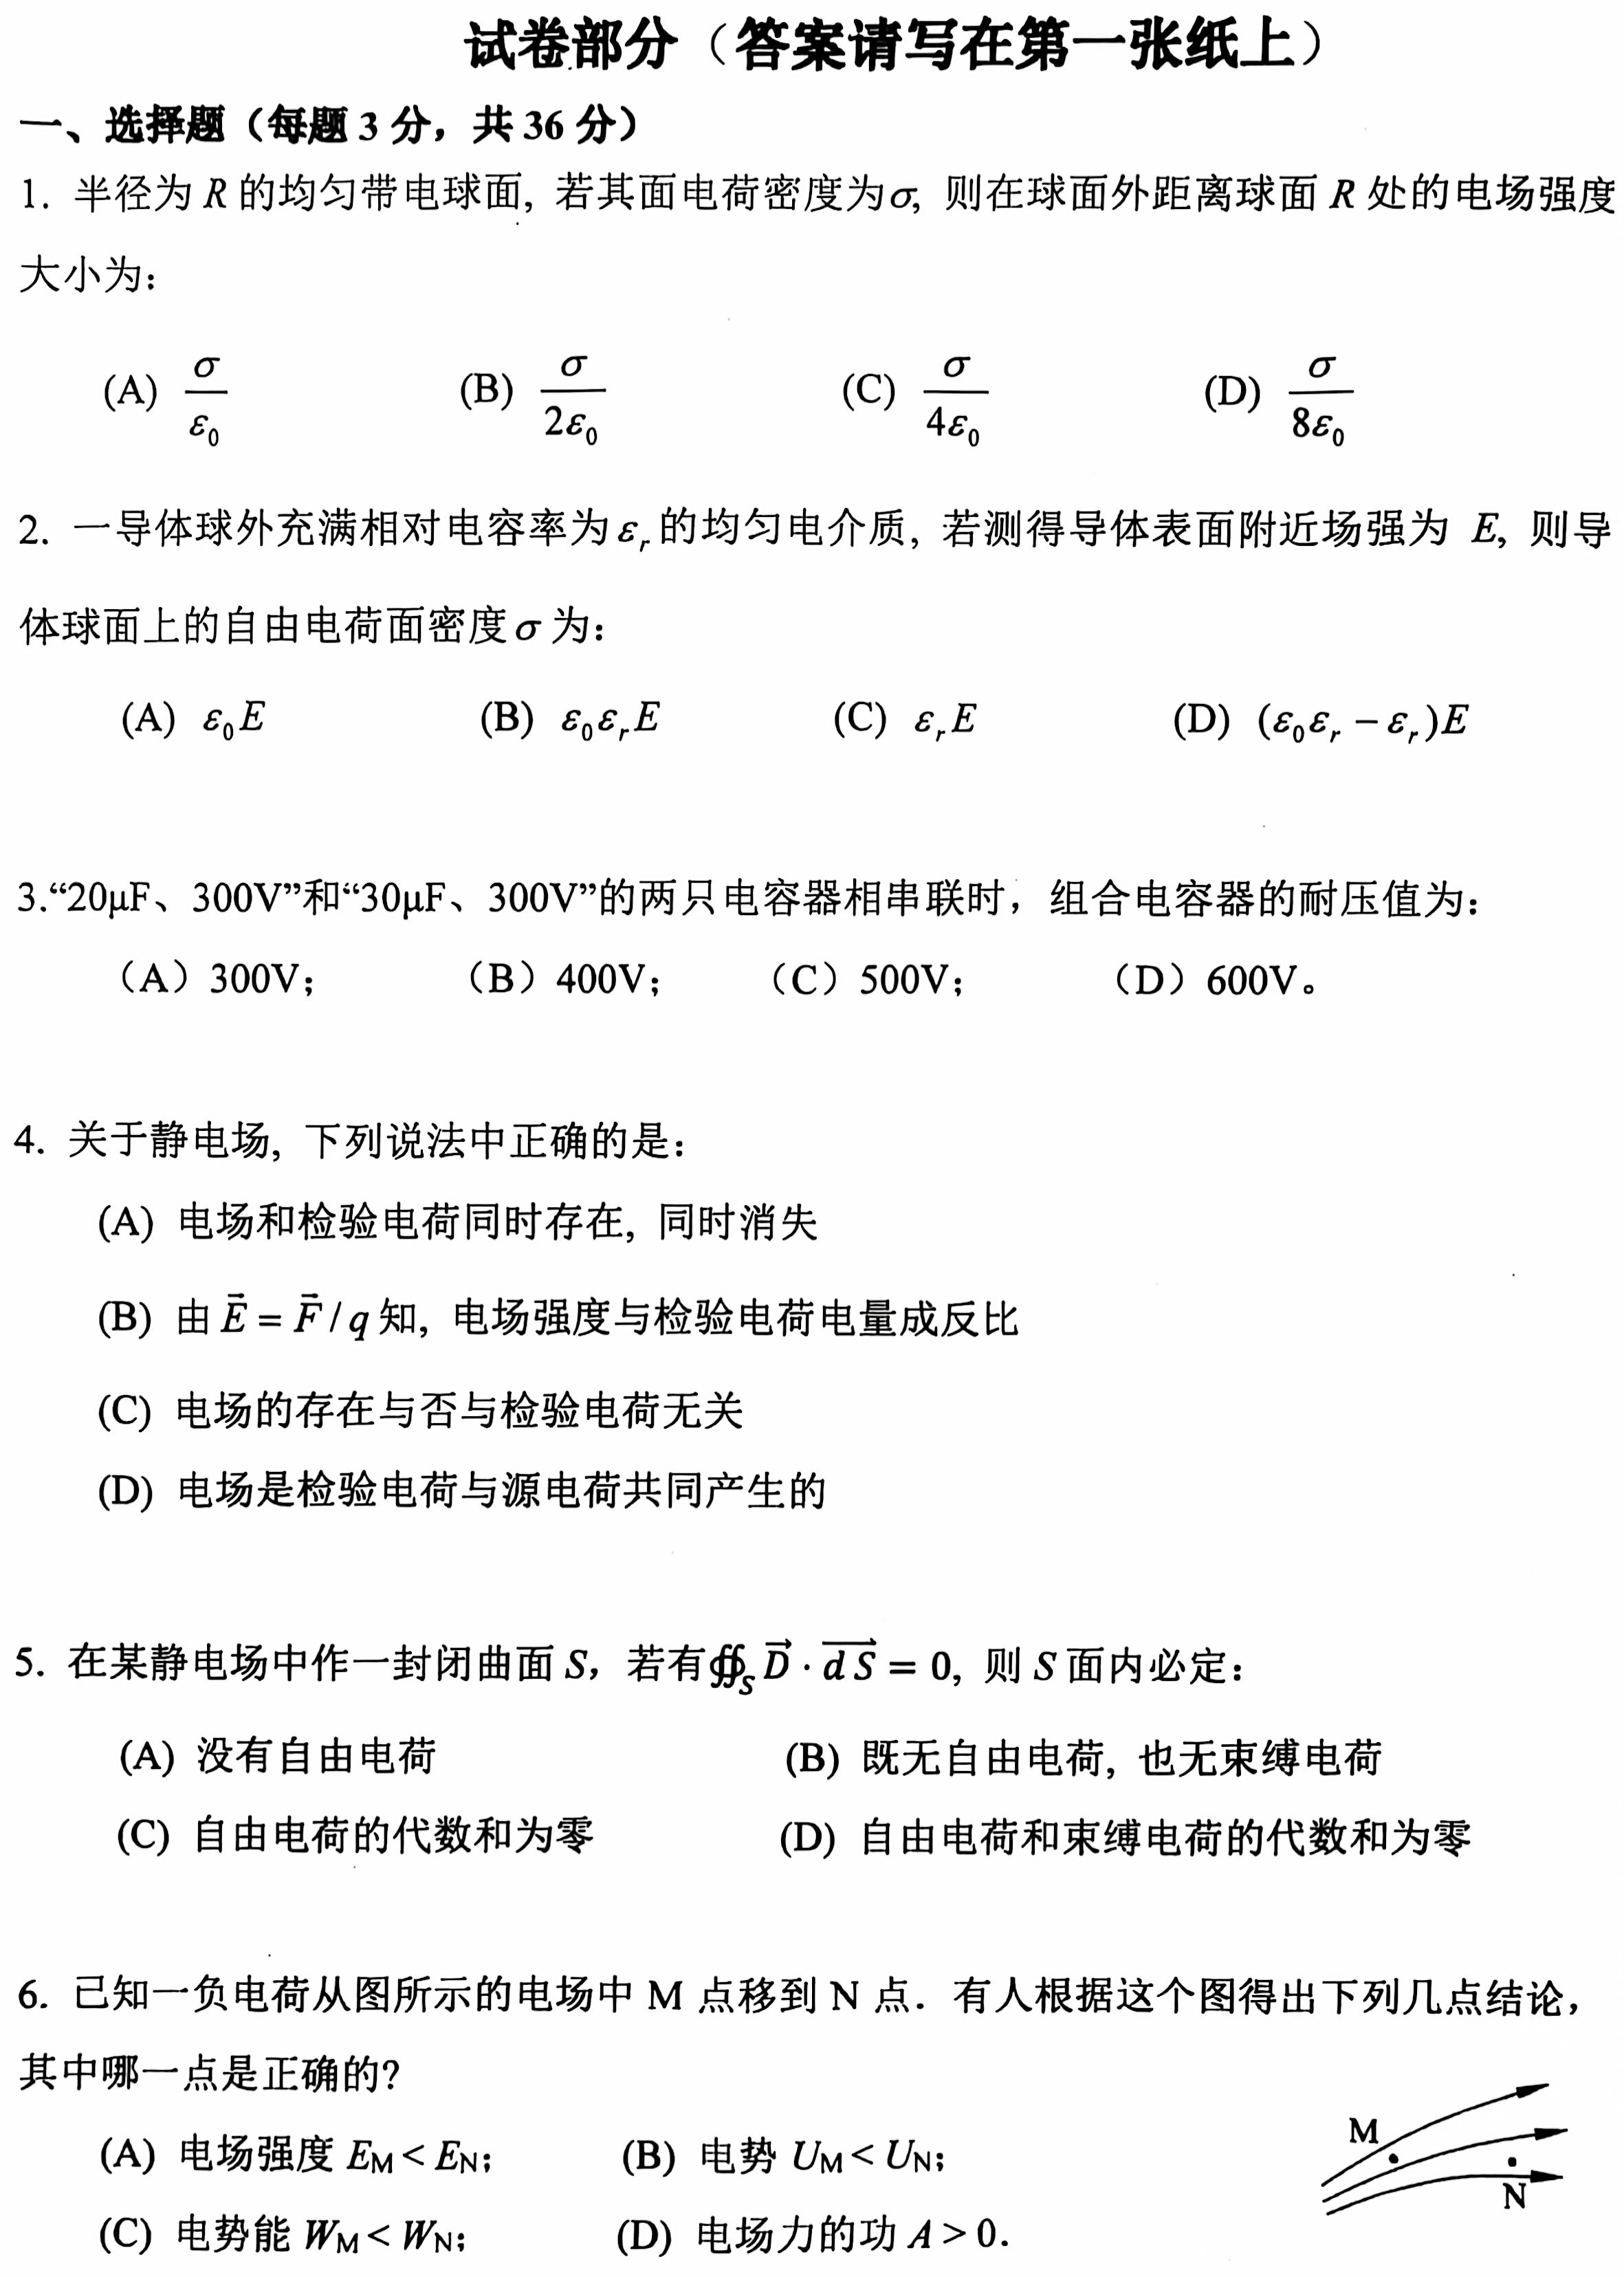 试卷部分（答案请写在第一张纸上）
一、选择题（每题 3 分，共 36 分）
1. 半径为 R 的均匀带电球面, 若其面电荷密度为σ, 则在球面外距离球面 R 处的电场强度
大小为：
(A) σ/ε₀ (B) σ/2ε₀ (C) σ/4ε₀ (D) σ/8ε₀
2. 一导体球外充满相对电容率为 εᵣ 的均匀电介质, 若测得导体表面附近场强为 E, 则导
体球面上的自由电荷面密度 σ 为：
(A) ε₀E (B) ε₀εᵣE (C) εᵣE (D) (ε₀εᵣ − εᵣ)E
3.“20μF、300V”和“30μF、300V”的两只电容器相串联时，组合电容器的耐压值为：
（A）300V； （B）400V； （C）500V； （D）600V。
4. 关于静电场, 下列说法中正确的是：
(A) 电场和检验电荷同时存在, 同时消失
(B) 由 E⃗ = F⃗ / q 知, 电场强度与检验电荷电量成反比
(C) 电场的存在与否与检验电荷无关
(D) 电场是检验电荷与源电荷共同产生的
5. 在某静电场中作一封闭曲面 S，若有∯_S D⃗ · dS⃗ = 0, 则 S 面内必定：
(A) 没有自由电荷 (B) 既无自由电荷, 也无束缚电荷
(C) 自由电荷的代数和为零 (D) 自由电荷和束缚电荷的代数和为零
6. 已知一负电荷从图所示的电场中 M 点移到 N 点．有人根据这个图得出下列几点结论，
其中哪一点是正确的?
(A) 电场强度 E_M < E_N； (B) 电势 U_M < U_N；
(C) 电势能 W_M < W_N； (D) 电场力的功 A > 0．
M
N